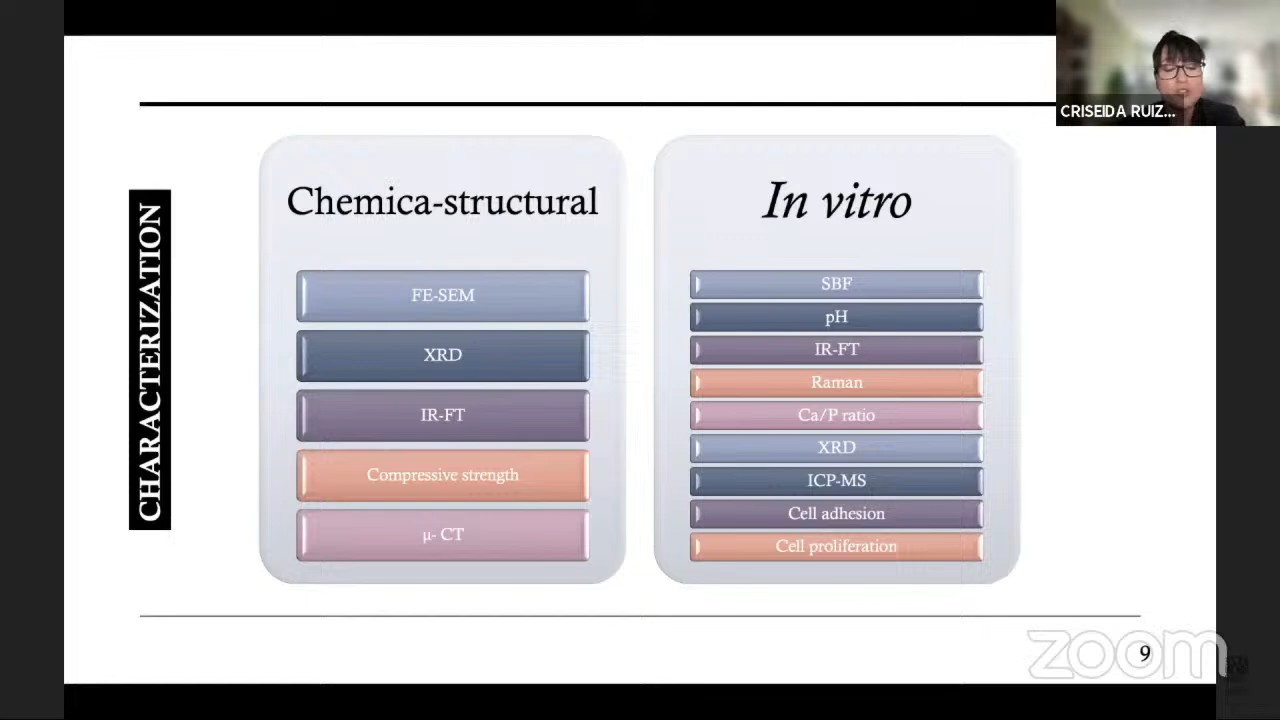 CRISEIDA RUIZ...
CHARACTERIZATION
Chemica-structural
FE-SEM
XRD
IR-FT
Compressive strength
μ- CT
In vitro
SBF
pH
IR-FT
Raman
Ca/P ratio
XRD
ICP-MS
Cell adhesion
Cell proliferation
zoom
9